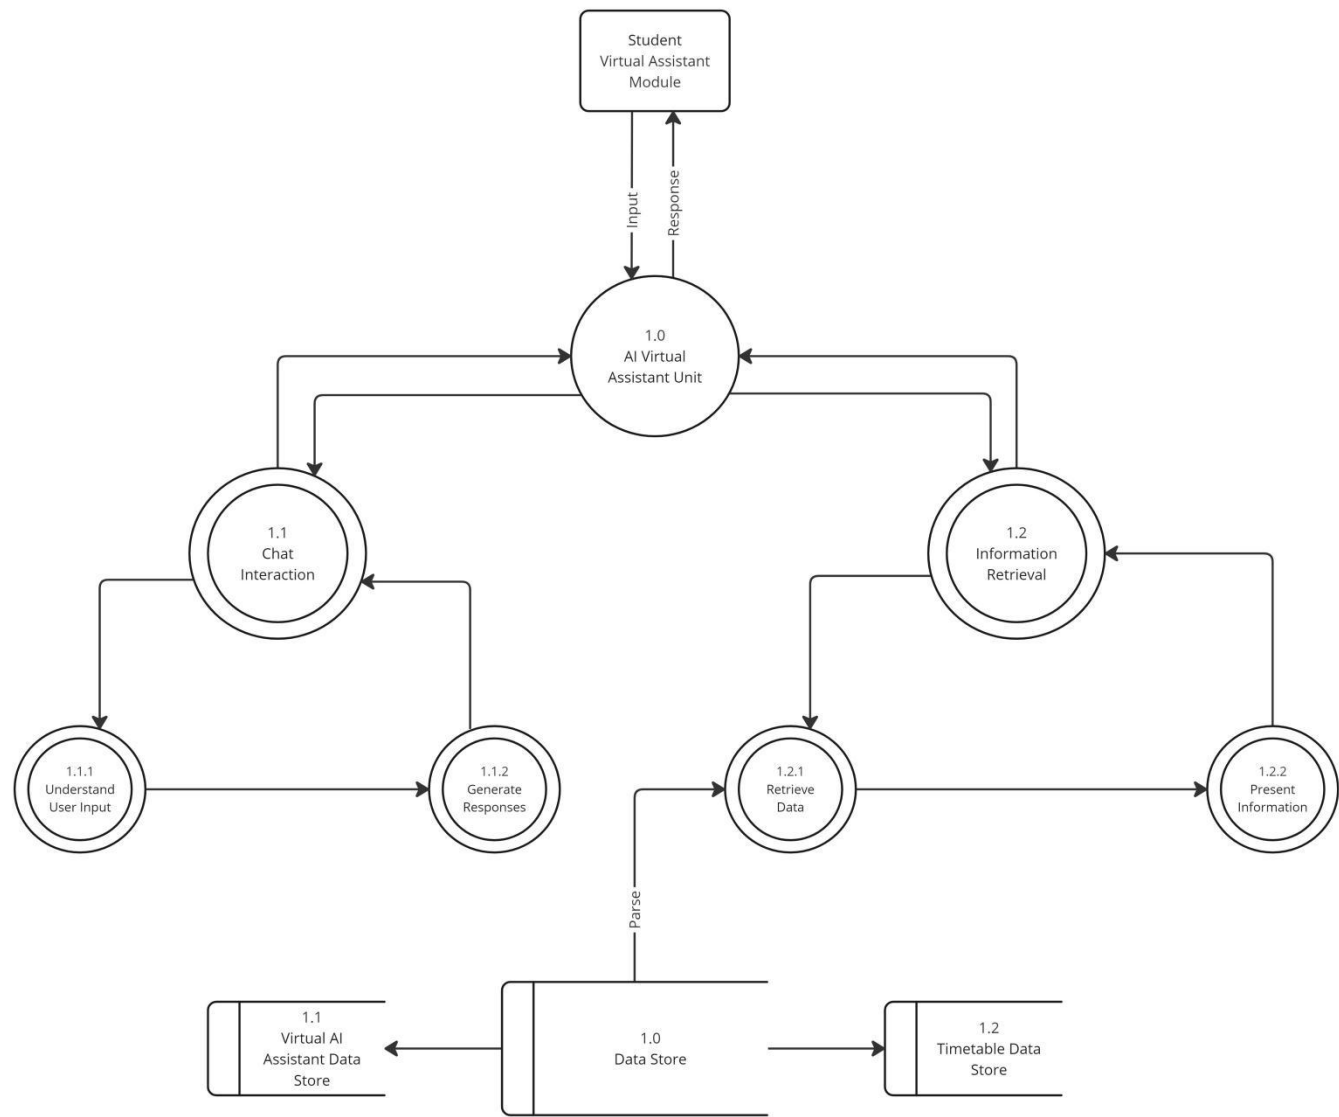 Student
Virtual Assistant
Module
Input
Response
1.0
AI Virtual
Assistant Unit
1.1
Chat
Interaction
1.2
Information
Retrieval
1.1.1
Understand
User Input
1.1.2
Generate
Responses
1.2.1
Retrieve
Data
1.2.2
Present
Information
Parse
1.1
Virtual AI
Assistant Data
Store
1.0
Data Store
1.2
Timetable Data
Store